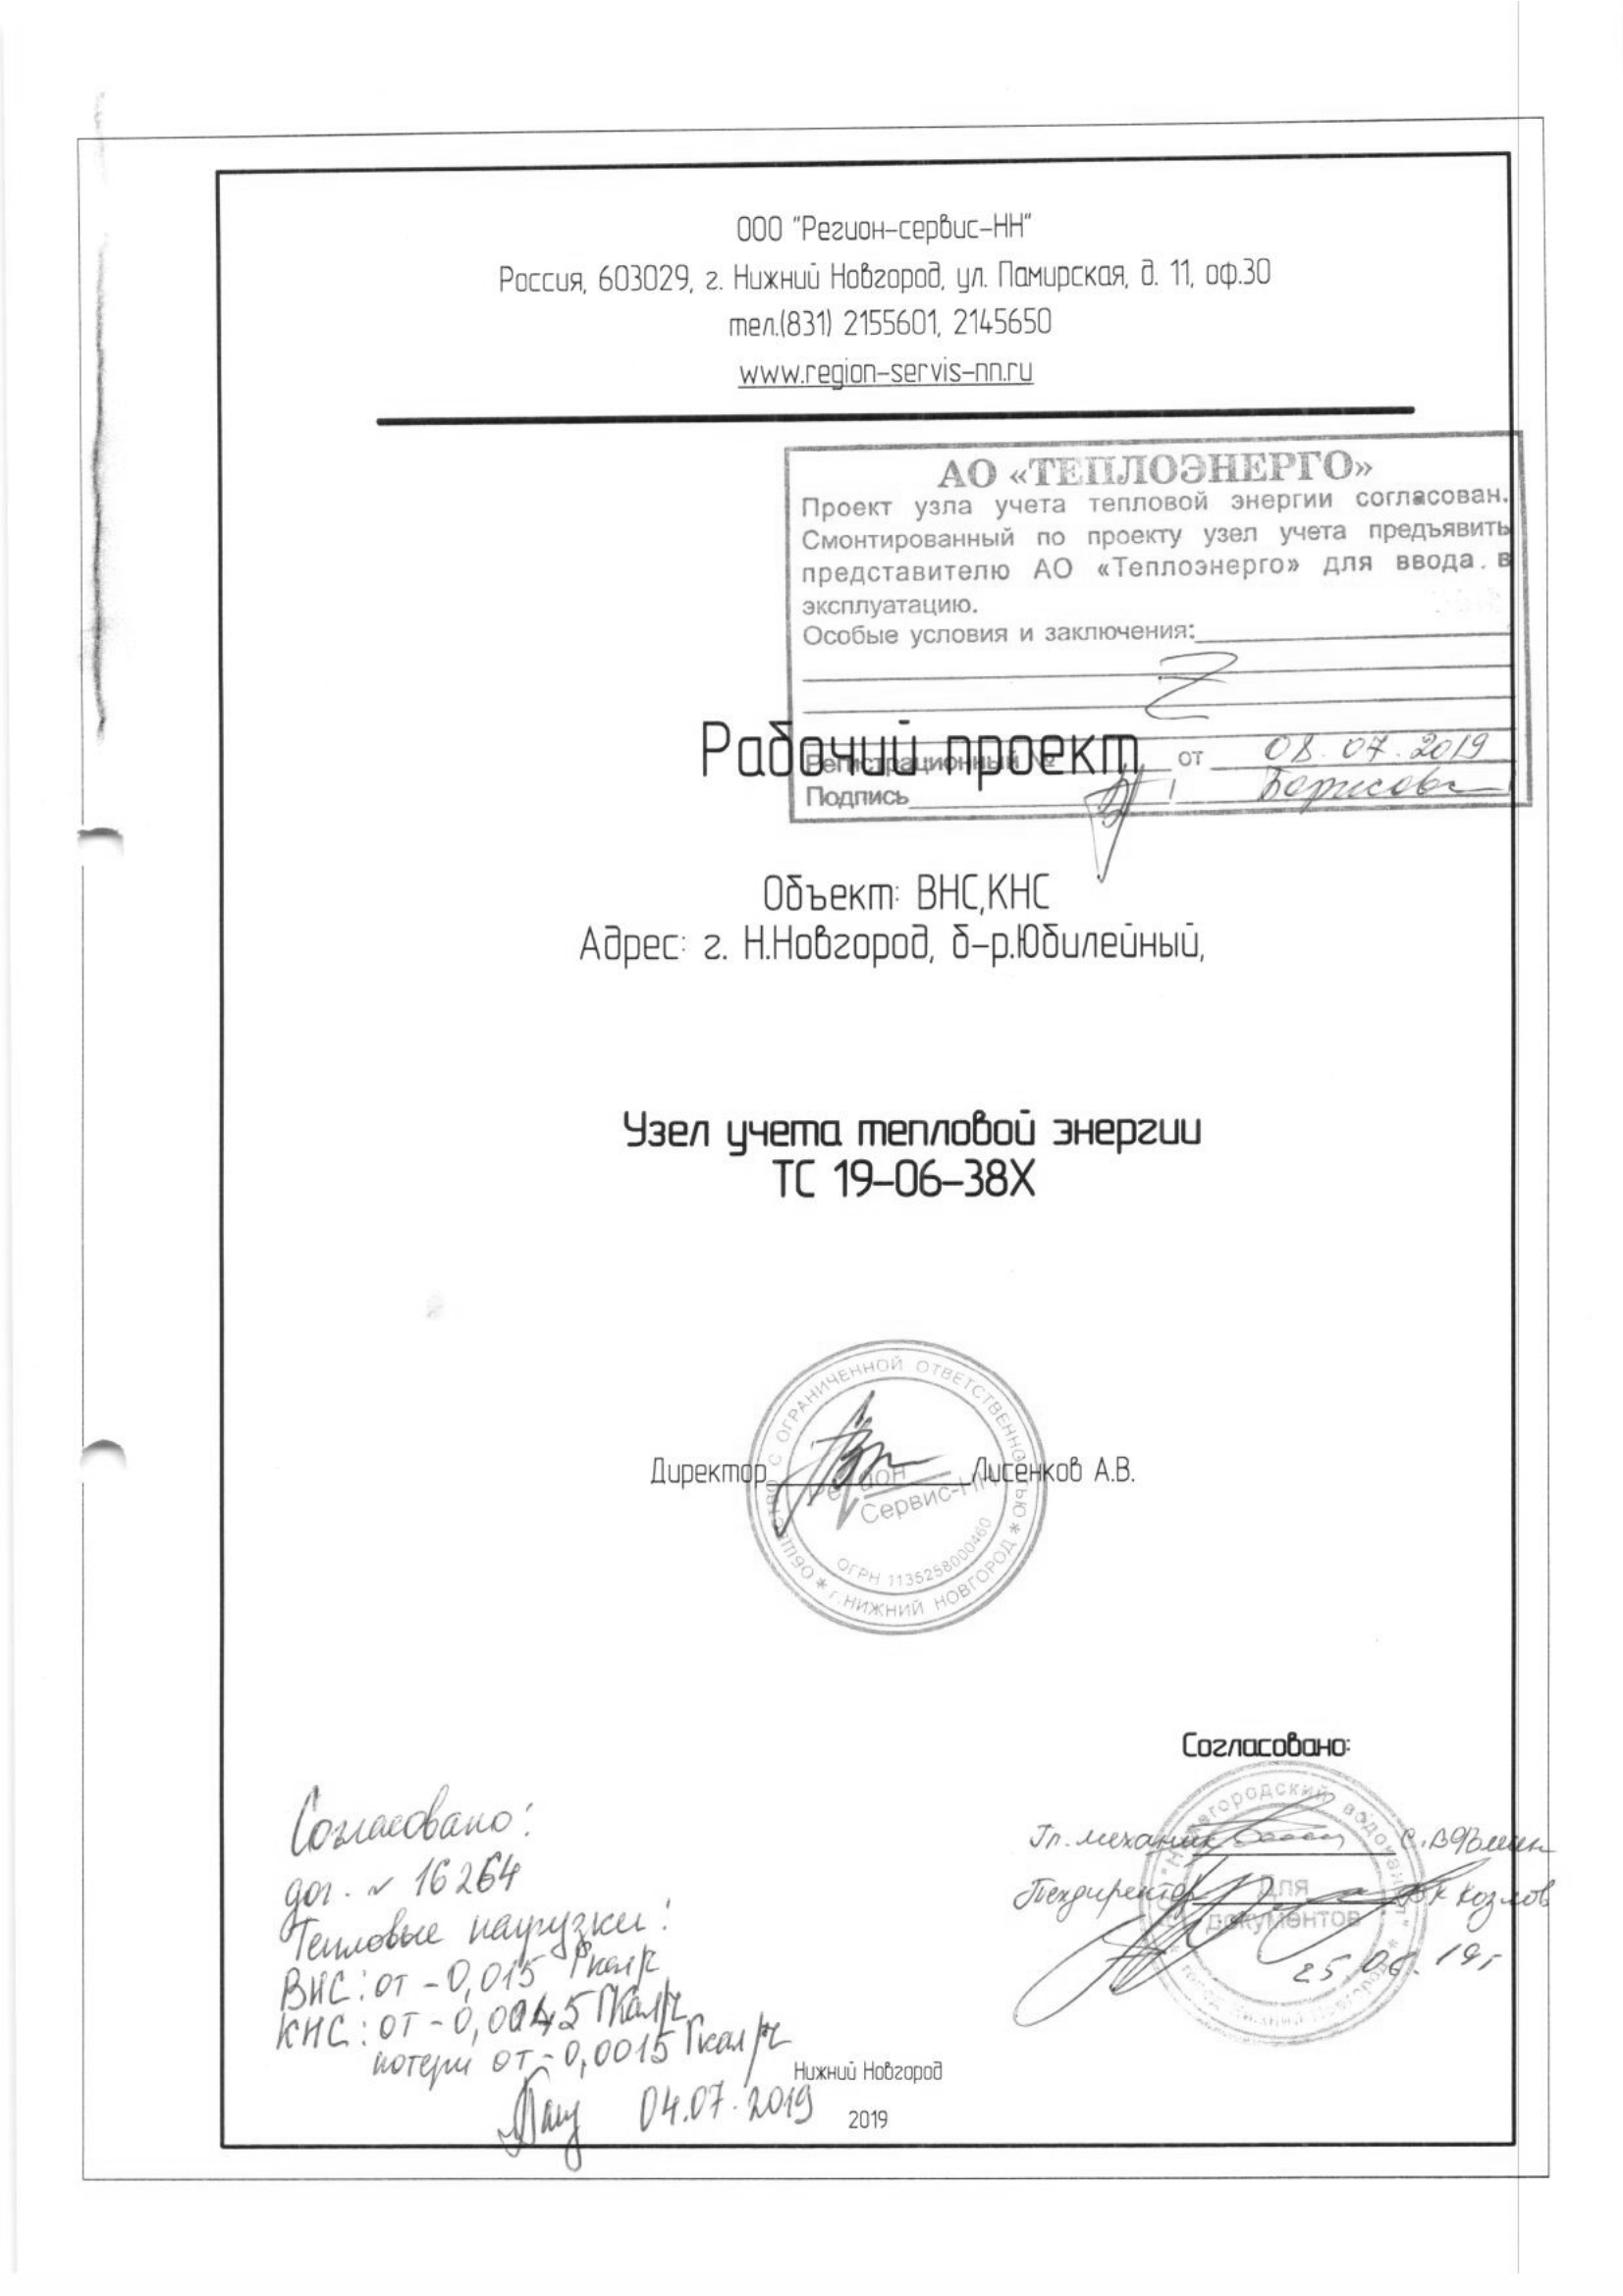 ООО "Регион-сервис-НН"
Россия, 603029, г. Нижний Новгород, ул. Памирская, д. 11, оф.30
тел.(831) 2155601, 2145650
www.region-servis-nn.ru
АО «ТЕПЛОЭНЕРГО»
Проект узла учета тепловой энергии согласован.
Смонтированный по проекту узел учета предъявить
представителю АО «Теплоэнерго» для ввода в
эксплуатацию.
Особые условия и заключения:
Рабочий проект
Регистрационный № от 08.07.2019
Подпись / Борисова
Объект: ВНС,КНС
Адрес: г. Н.Новгород, б-р.Юбилейный,
Узел учета тепловой энергии
ТС 19-06-38Х
Директор Лисенков А.В.
ОБЩЕСТВО С ОГРАНИЧЕННОЙ ОТВЕТСТВЕННОСТЬЮ * г. НИЖНИЙ НОВГОРОД *
Регион
Сервис-НН
ОГРН 1135258000460
Согласовано:
Гл. механик С.В.
Техдиректор Козлов
Для
документов
25 06. 19г
Согласовано:
дог. № 16264
Тепловые нагрузки:
ВНС: от - 0,015 Гкал/ч
КНС: от - 0,0045 Гкал/ч
потери от - 0,0015 Гкал/ч
04.07.2019
Нижний Новгород
2019